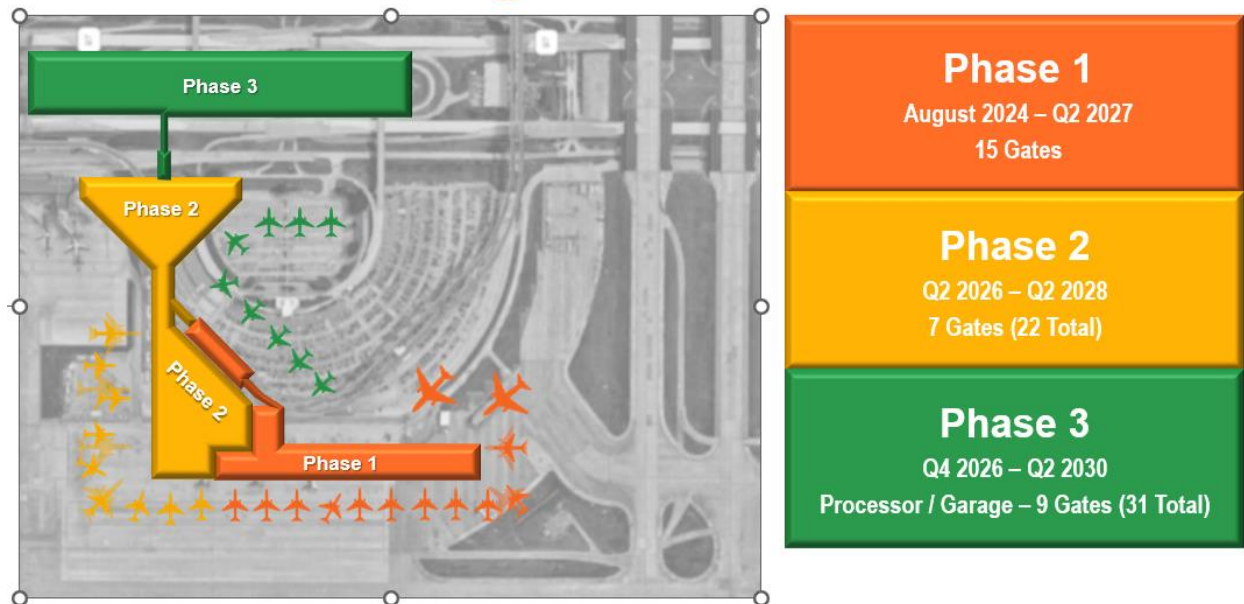 Phase 3
Phase 2
Phase 2
Phase 1
Phase 1
August 2024 – Q2 2027
15 Gates
Phase 2
Q2 2026 – Q2 2028
7 Gates (22 Total)
Phase 3
Q4 2026 – Q2 2030
Processor / Garage – 9 Gates (31 Total)